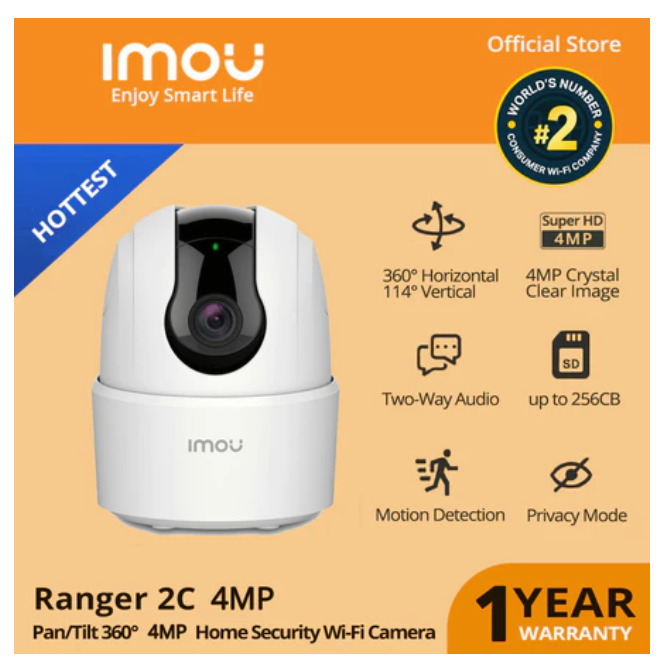 imou
Enjoy Smart Life
Official Store
WORLD'S NUMBER
#2
CONSUMER WI-FI COMPANY
HOTTEST
360° Horizontal
114° Vertical
Super HD
4MP
4MP Crystal
Clear Image
Two-Way Audio
SD
up to 256CB
imou
Motion Detection
Privacy Mode
Ranger 2C 4MP
Pan/Tilt 360° 4MP Home Security Wi-Fi Camera
1 YEAR
WARRANTY